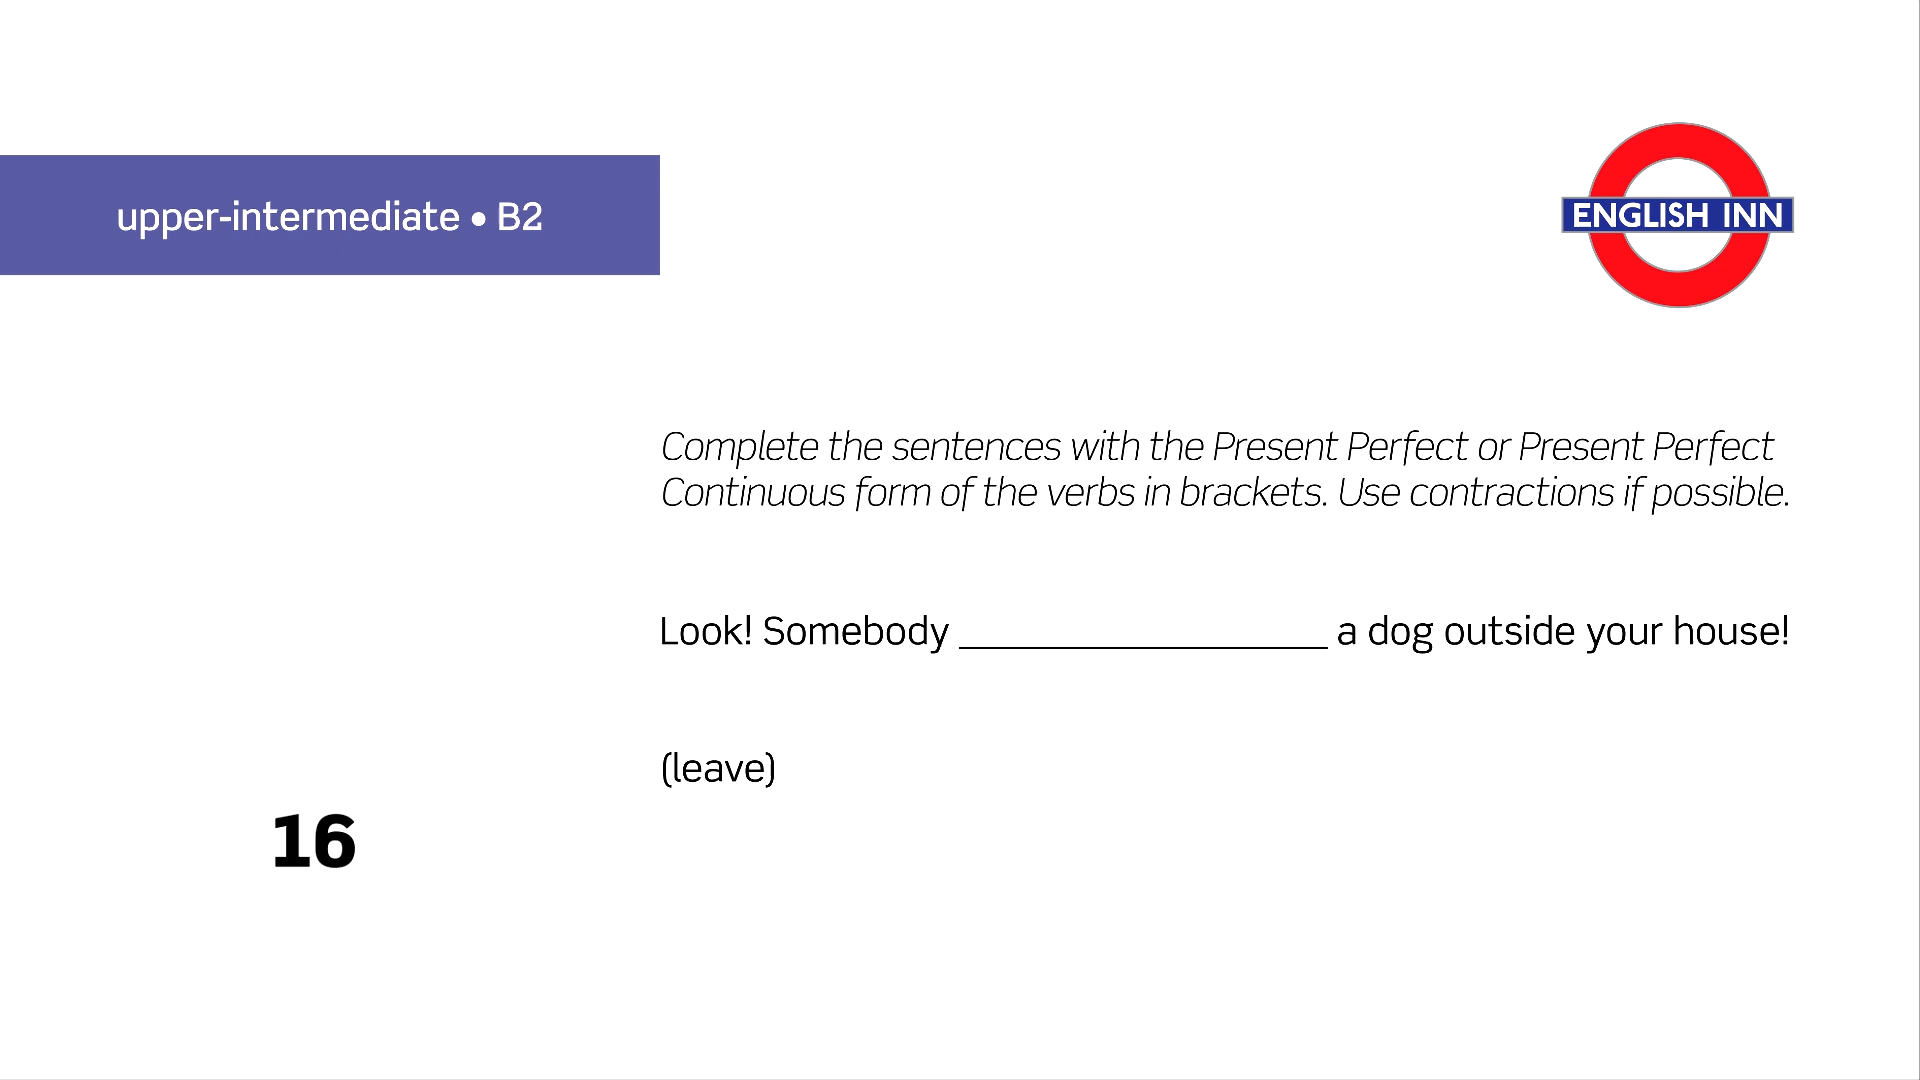 upper-intermediate • B2
ENGLISH INN
Complete the sentences with the Present Perfect or Present Perfect
Continuous form of the verbs in brackets. Use contractions if possible.
Look! Somebody _________________ a dog outside your house!
(leave)
16